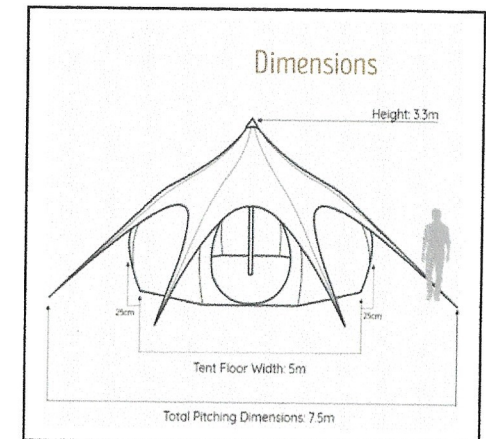 Dimensions
Height: 3.3m
25cm
25cm
Tent Floor Width: 5m
Total Pitching Dimensions: 7.5m